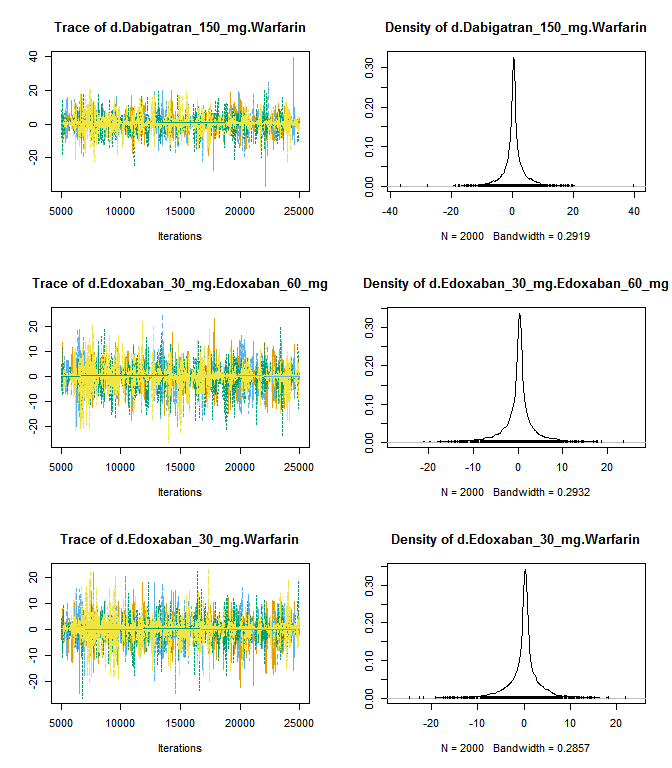 Trace of d.Dabigatran_150_mg.Warfarin
40
20
0
-20
5000 10000 15000 20000 25000
Iterations
Density of d.Dabigatran_150_mg.Warfarin
0.30
0.20
0.10
0.00
-40 -20 0 20 40
N = 2000 Bandwidth = 0.2919
Trace of d.Edoxaban_30_mg.Edoxaban_60_mg
20
10
0
-10
-20
5000 10000 15000 20000 25000
Iterations
Density of d.Edoxaban_30_mg.Edoxaban_60_mg
0.30
0.20
0.10
0.00
-20 -10 0 10 20
N = 2000 Bandwidth = 0.2932
Trace of d.Edoxaban_30_mg.Warfarin
20
10
0
-10
-20
5000 10000 15000 20000 25000
Iterations
Density of d.Edoxaban_30_mg.Warfarin
0.30
0.20
0.10
0.00
-20 -10 0 10 20
N = 2000 Bandwidth = 0.2857